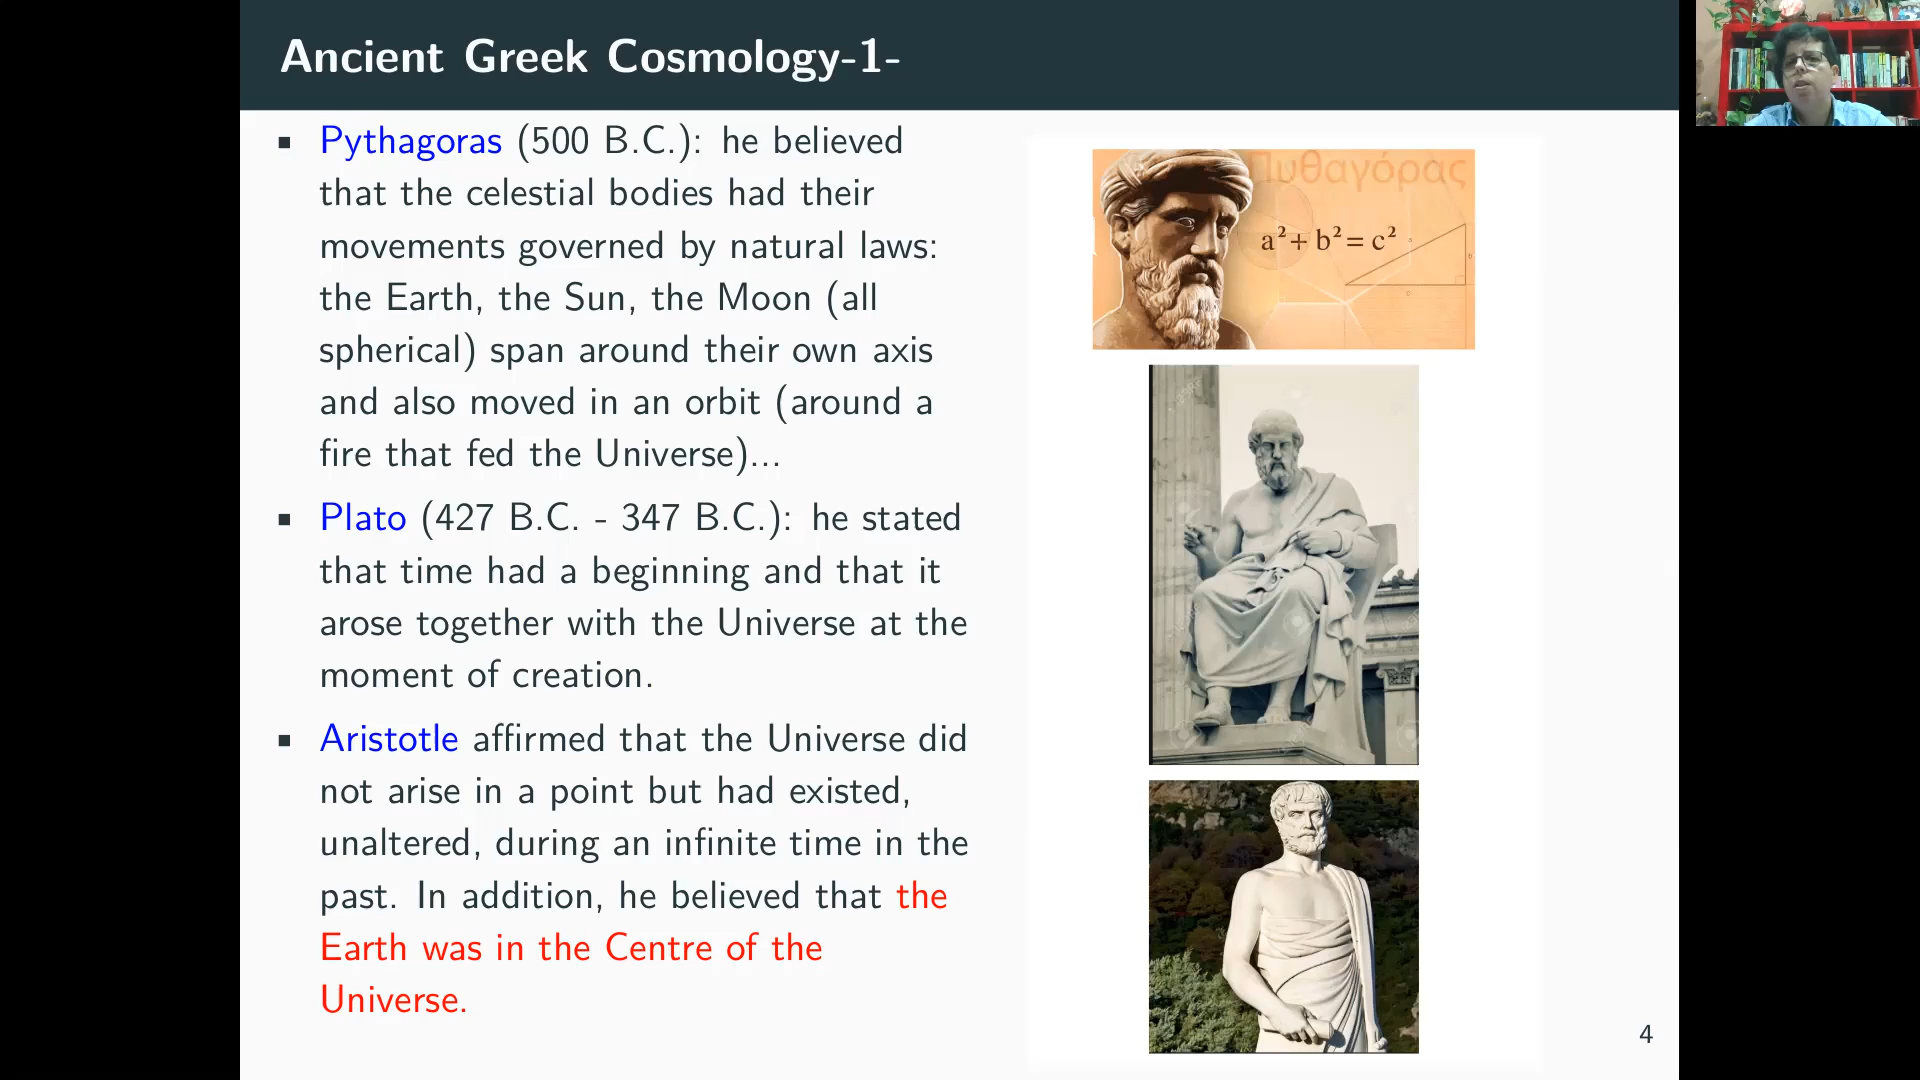 Ancient Greek Cosmology-1-
▪ Pythagoras (500 B.C.): he believed
that the celestial bodies had their
movements governed by natural laws:
the Earth, the Sun, the Moon (all
spherical) span around their own axis
and also moved in an orbit (around a
fire that fed the Universe)...
▪ Plato (427 B.C. - 347 B.C.): he stated
that time had a beginning and that it
arose together with the Universe at the
moment of creation.
▪ Aristotle affirmed that the Universe did
not arise in a point but had existed,
unaltered, during an infinite time in the
past. In addition, he believed that the
Earth was in the Centre of the
Universe.
Πυθαγόρας
a²+ b²= c²
4